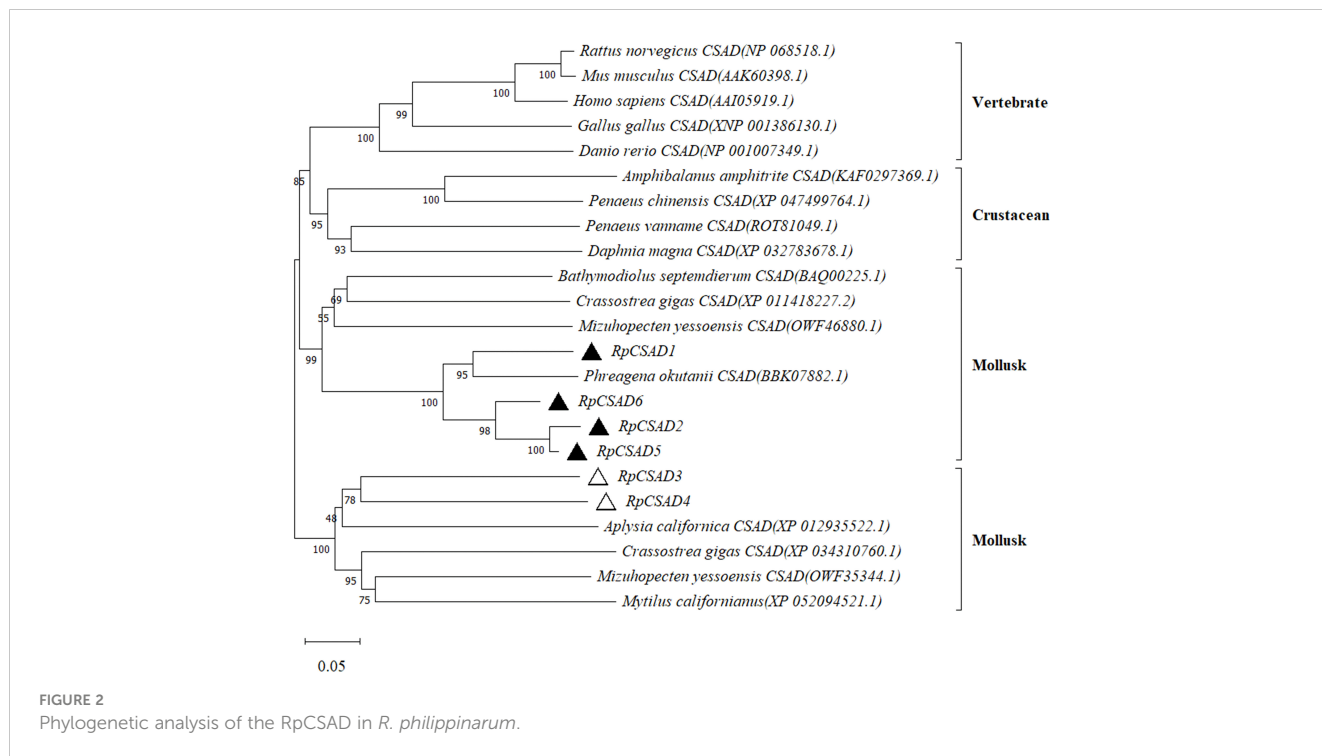 Rattus norvegicus CSAD(NP 068518.1)
Mus musculus CSAD(AAK60398.1)
100
Homo sapiens CSAD(AAI05919.1)
100
Vertebrate
Gallus gallus CSAD(XNP 001386130.1)
99
Danio rerio CSAD(NP 001007349.1)
100
Amphibalanus amphitrite CSAD(KAF0297369.1)
85
Penaeus chinensis CSAD(XP 047499764.1)
100
Crustacean
Penaeus vanname CSAD(ROT81049.1)
95
Daphnia magna CSAD(XP 032783678.1)
93
Bathymodiolus septemdierum CSAD(BAQ00225.1)
Crassostrea gigas CSAD(XP 011418227.2)
69
Mizuhopecten yessoensis CSAD(OWF46880.1)
55
RpCSAD1
99
Mollusk
Phreagena okutanii CSAD(BBK07882.1)
95
RpCSAD6
100
RpCSAD2
98
RpCSAD5
100
RpCSAD3
RpCSAD4
78
Aplysia californica CSAD(XP 012935522.1)
48
Mollusk
Crassostrea gigas CSAD(XP 034310760.1)
100
Mizuhopecten yessoensis CSAD(OWF35344.1)
95
Mytilus californianus(XP 052094521.1)
75
0.05
FIGURE 2
Phylogenetic analysis of the RpCSAD in R. philippinarum.